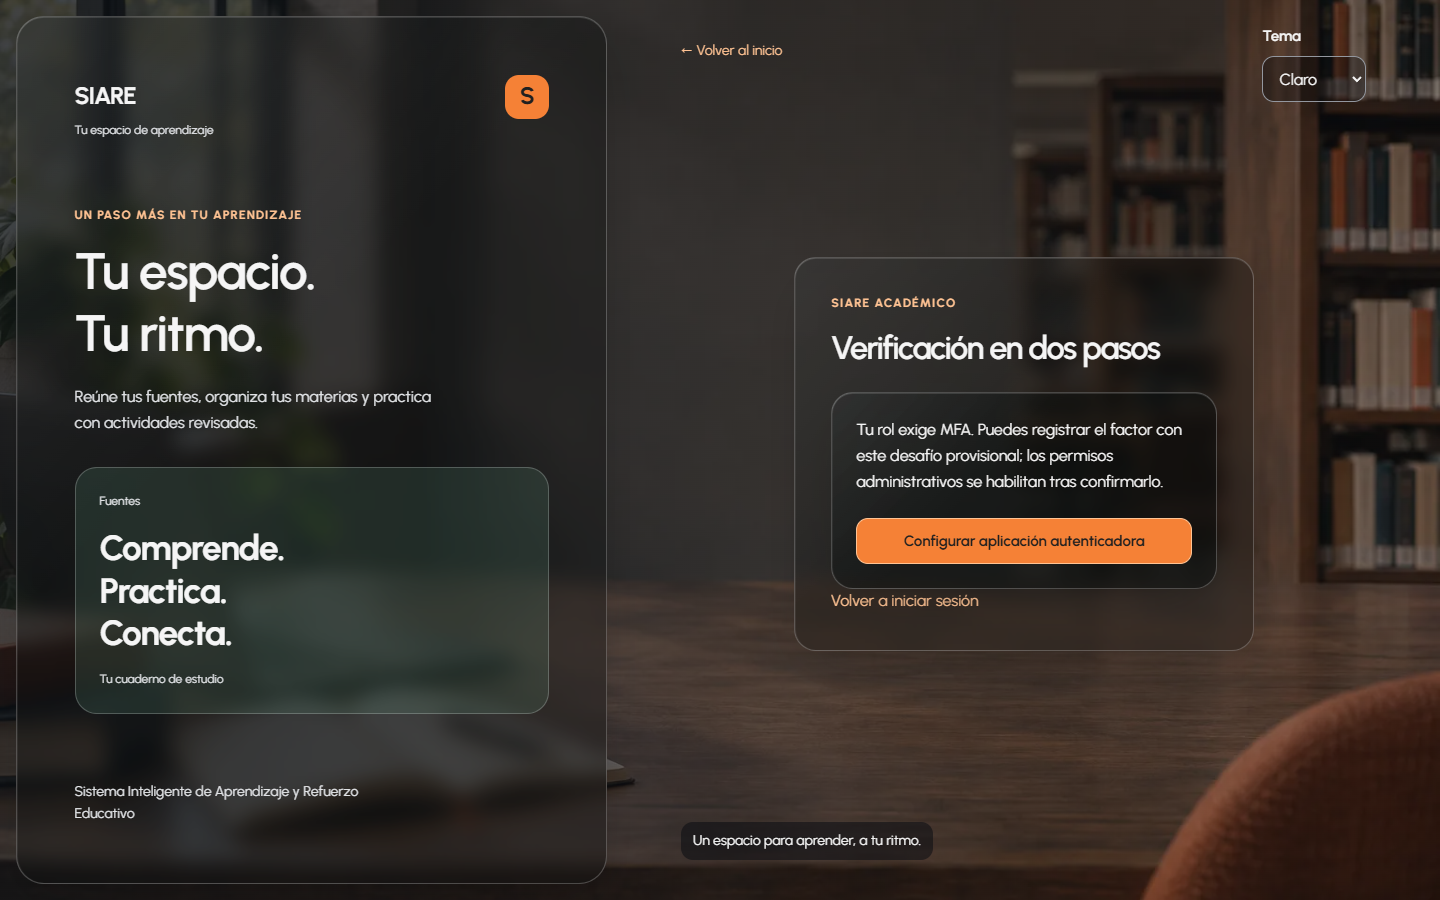 SIARE
S
Tu espacio de aprendizaje
UN PASO MÁS EN TU APRENDIZAJE
Tu espacio.
Tu ritmo.
Reúne tus fuentes, organiza tus materias y practica
con actividades revisadas.
Fuentes
Comprende.
Practica.
Conecta.
Tu cuaderno de estudio
Sistema Inteligente de Aprendizaje y Refuerzo
Educativo
← Volver al inicio
Tema
Claro
SIARE ACADÉMICO
Verificación en dos pasos
Tu rol exige MFA. Puedes registrar el factor con
este desafío provisional; los permisos
administrativos se habilitan tras confirmarlo.
Configurar aplicación autenticadora
Volver a iniciar sesión
Un espacio para aprender, a tu ritmo.